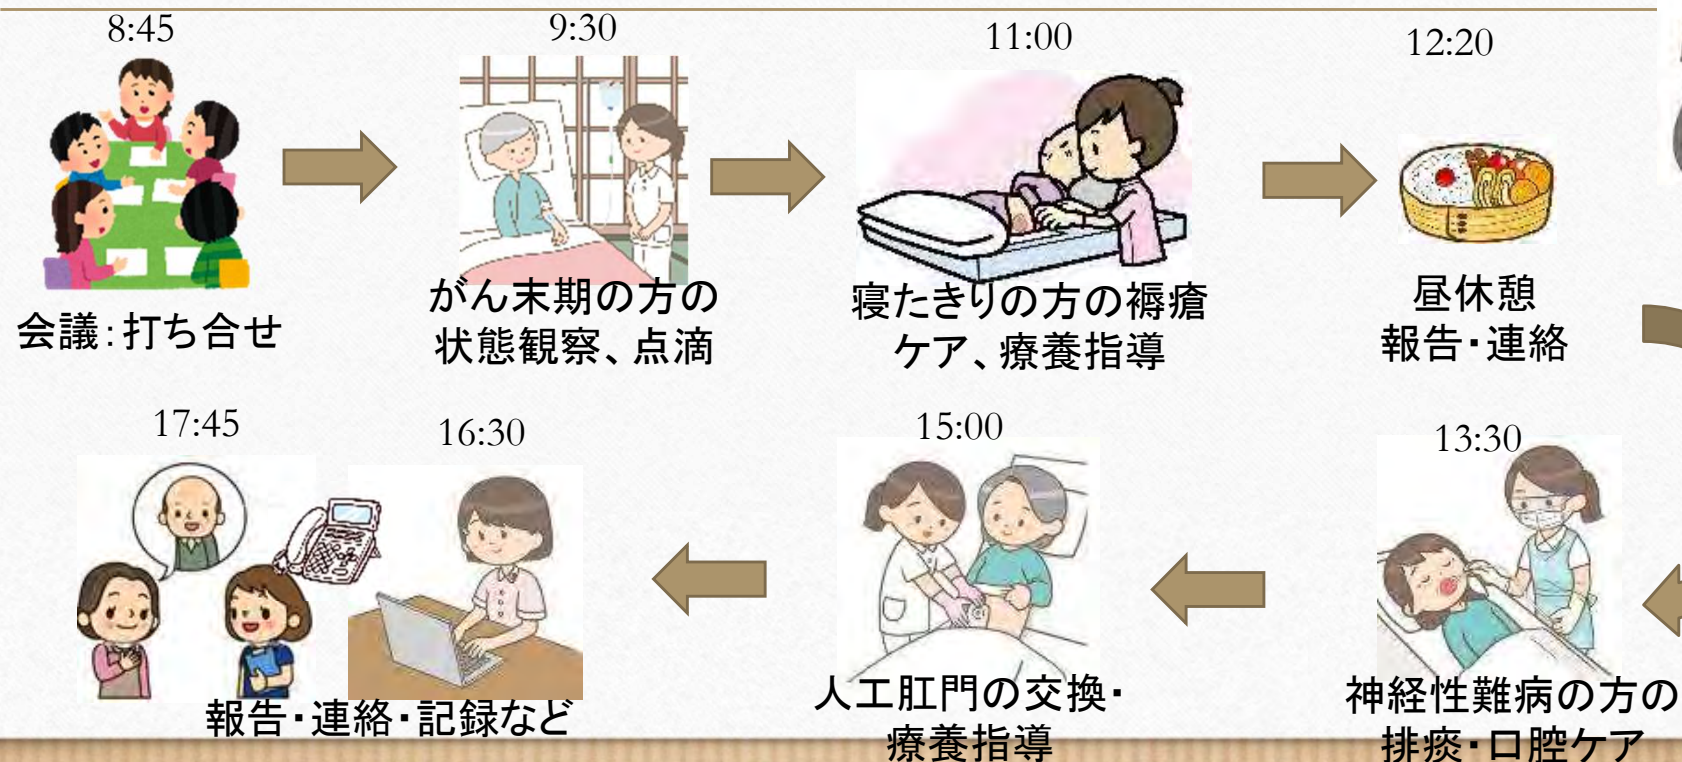 8:45
会議:打ち合せ
9:30
がん末期の方の
状態観察、点滴
11:00
寝たきりの方の褥瘡
ケア、療養指導
12:20
昼休憩
報告・連絡
13:30
神経性難病の方の
排痰・口腔ケア
15:00
人工肛門の交換・
療養指導
16:30
17:45
報告・連絡・記録など